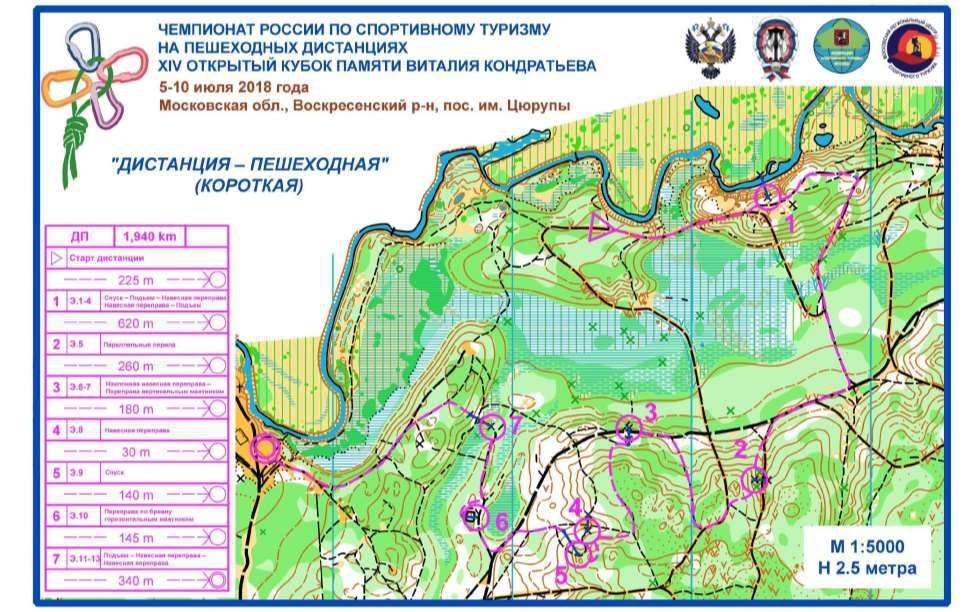 ЧЕМПИОНАТ РОССИИ ПО СПОРТИВНОМУ ТУРИЗМУ
НА ПЕШЕХОДНЫХ ДИСТАНЦИЯХ
XIV ОТКРЫТЫЙ КУБОК ПАМЯТИ ВИТАЛИЯ КОНДРАТЬЕВА
5-10 июля 2018 года
Московская обл., Воскресенский р-н, пос. им. Цюрупы
"ДИСТАНЦИЯ – ПЕШЕХОДНАЯ"
(КОРОТКАЯ)
ДП 1,940 km
Старт дистанции
225 m
1 Э.1-4 Спуск – Подъем – Навесная переправа
Навесная переправа – Подъем
620 m
2 Э.5 Параллельные перила
260 m
3 Э.6-7 Наклонная навесная переправа –
Переправа вертикальным маятником
180 m
4 Э.8 Навесная переправа
30 m
5 Э.9 Спуск
140 m
6 Э.10 Переправа по бревну
горизонтальным маятником
145 m
7 Э.11-13 Подъем – Навесная переправа –
Навесная переправа
340 m
1
2
3
4
5
6
7
М 1:5000
Н 2.5 метра